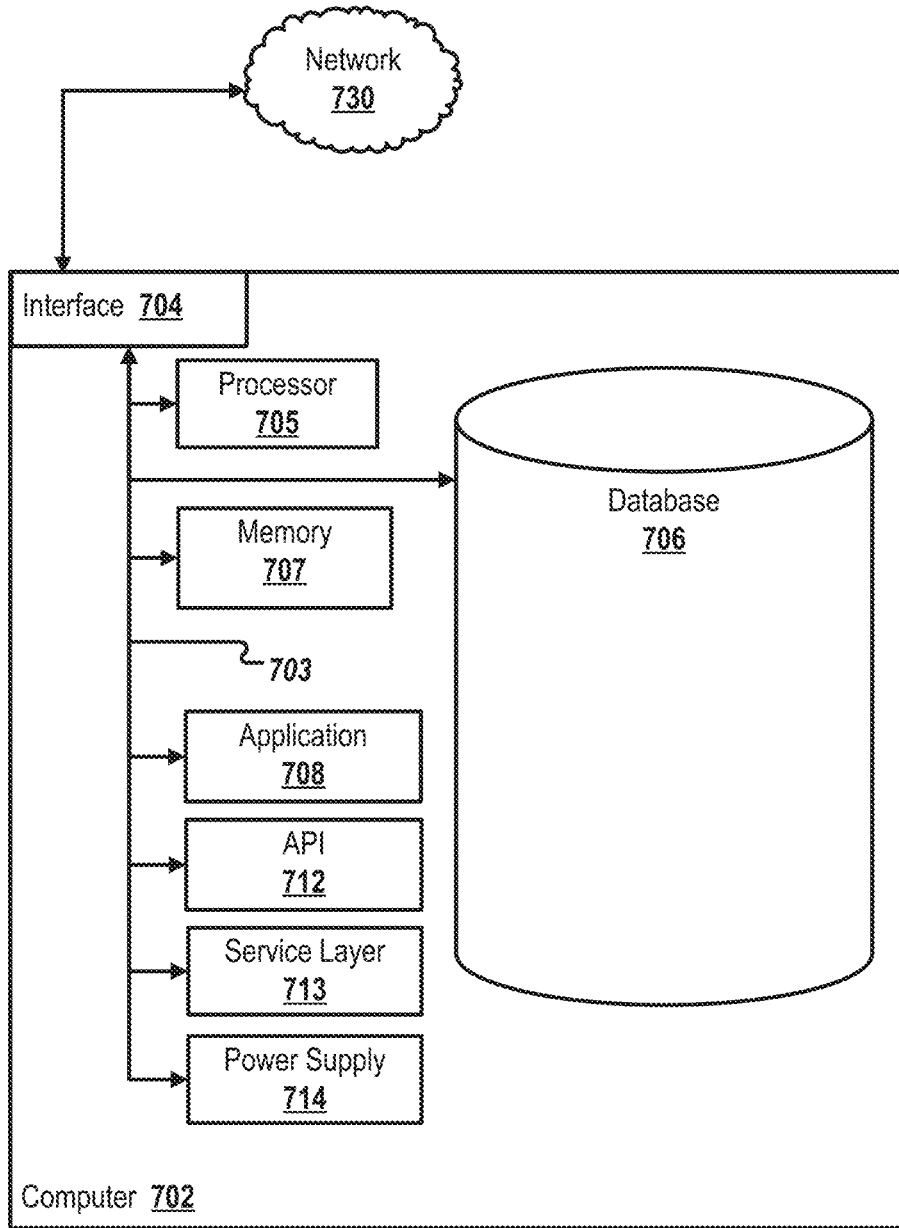 Network
730
Interface 704
Processor
705
Database
706
Memory
707
703
Application
708
API
712
Service Layer
713
Power Supply
714
Computer 702